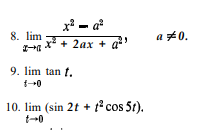 8. lim x² − a² / x² + 2ax + a², a ≠ 0.
x→a
9. lim tan t.
t→0
10. lim (sin 2t + t² cos 5t).
t→0